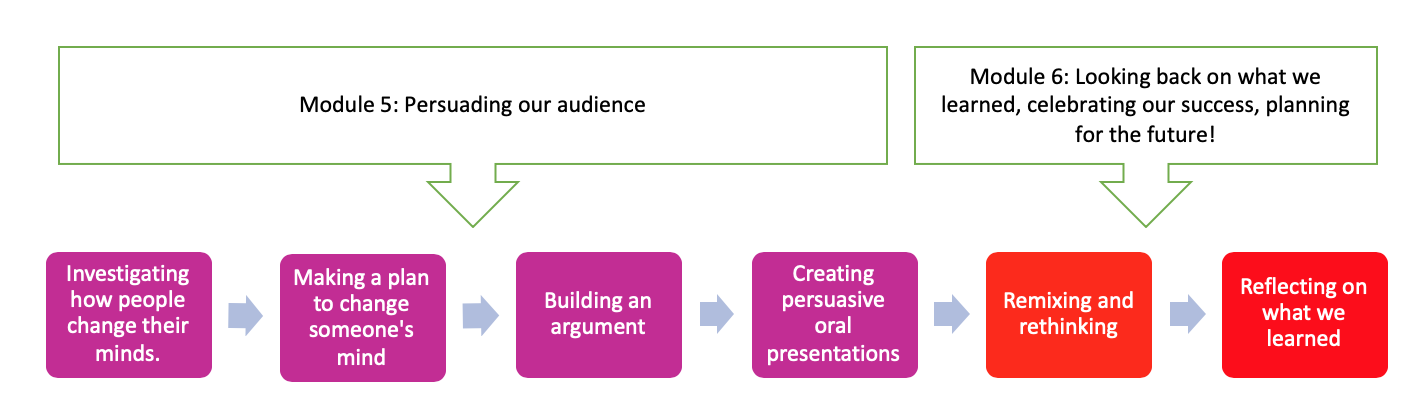 Module 5: Persuading our audience
Module 6: Looking back on what we
learned, celebrating our success, planning
for the future!
Investigating
how people
change their
minds.
Making a plan
to change
someone's
mind
Building an
argument
Creating
persuasive
oral
presentations
Remixing and
rethinking
Reflecting on
what we
learned